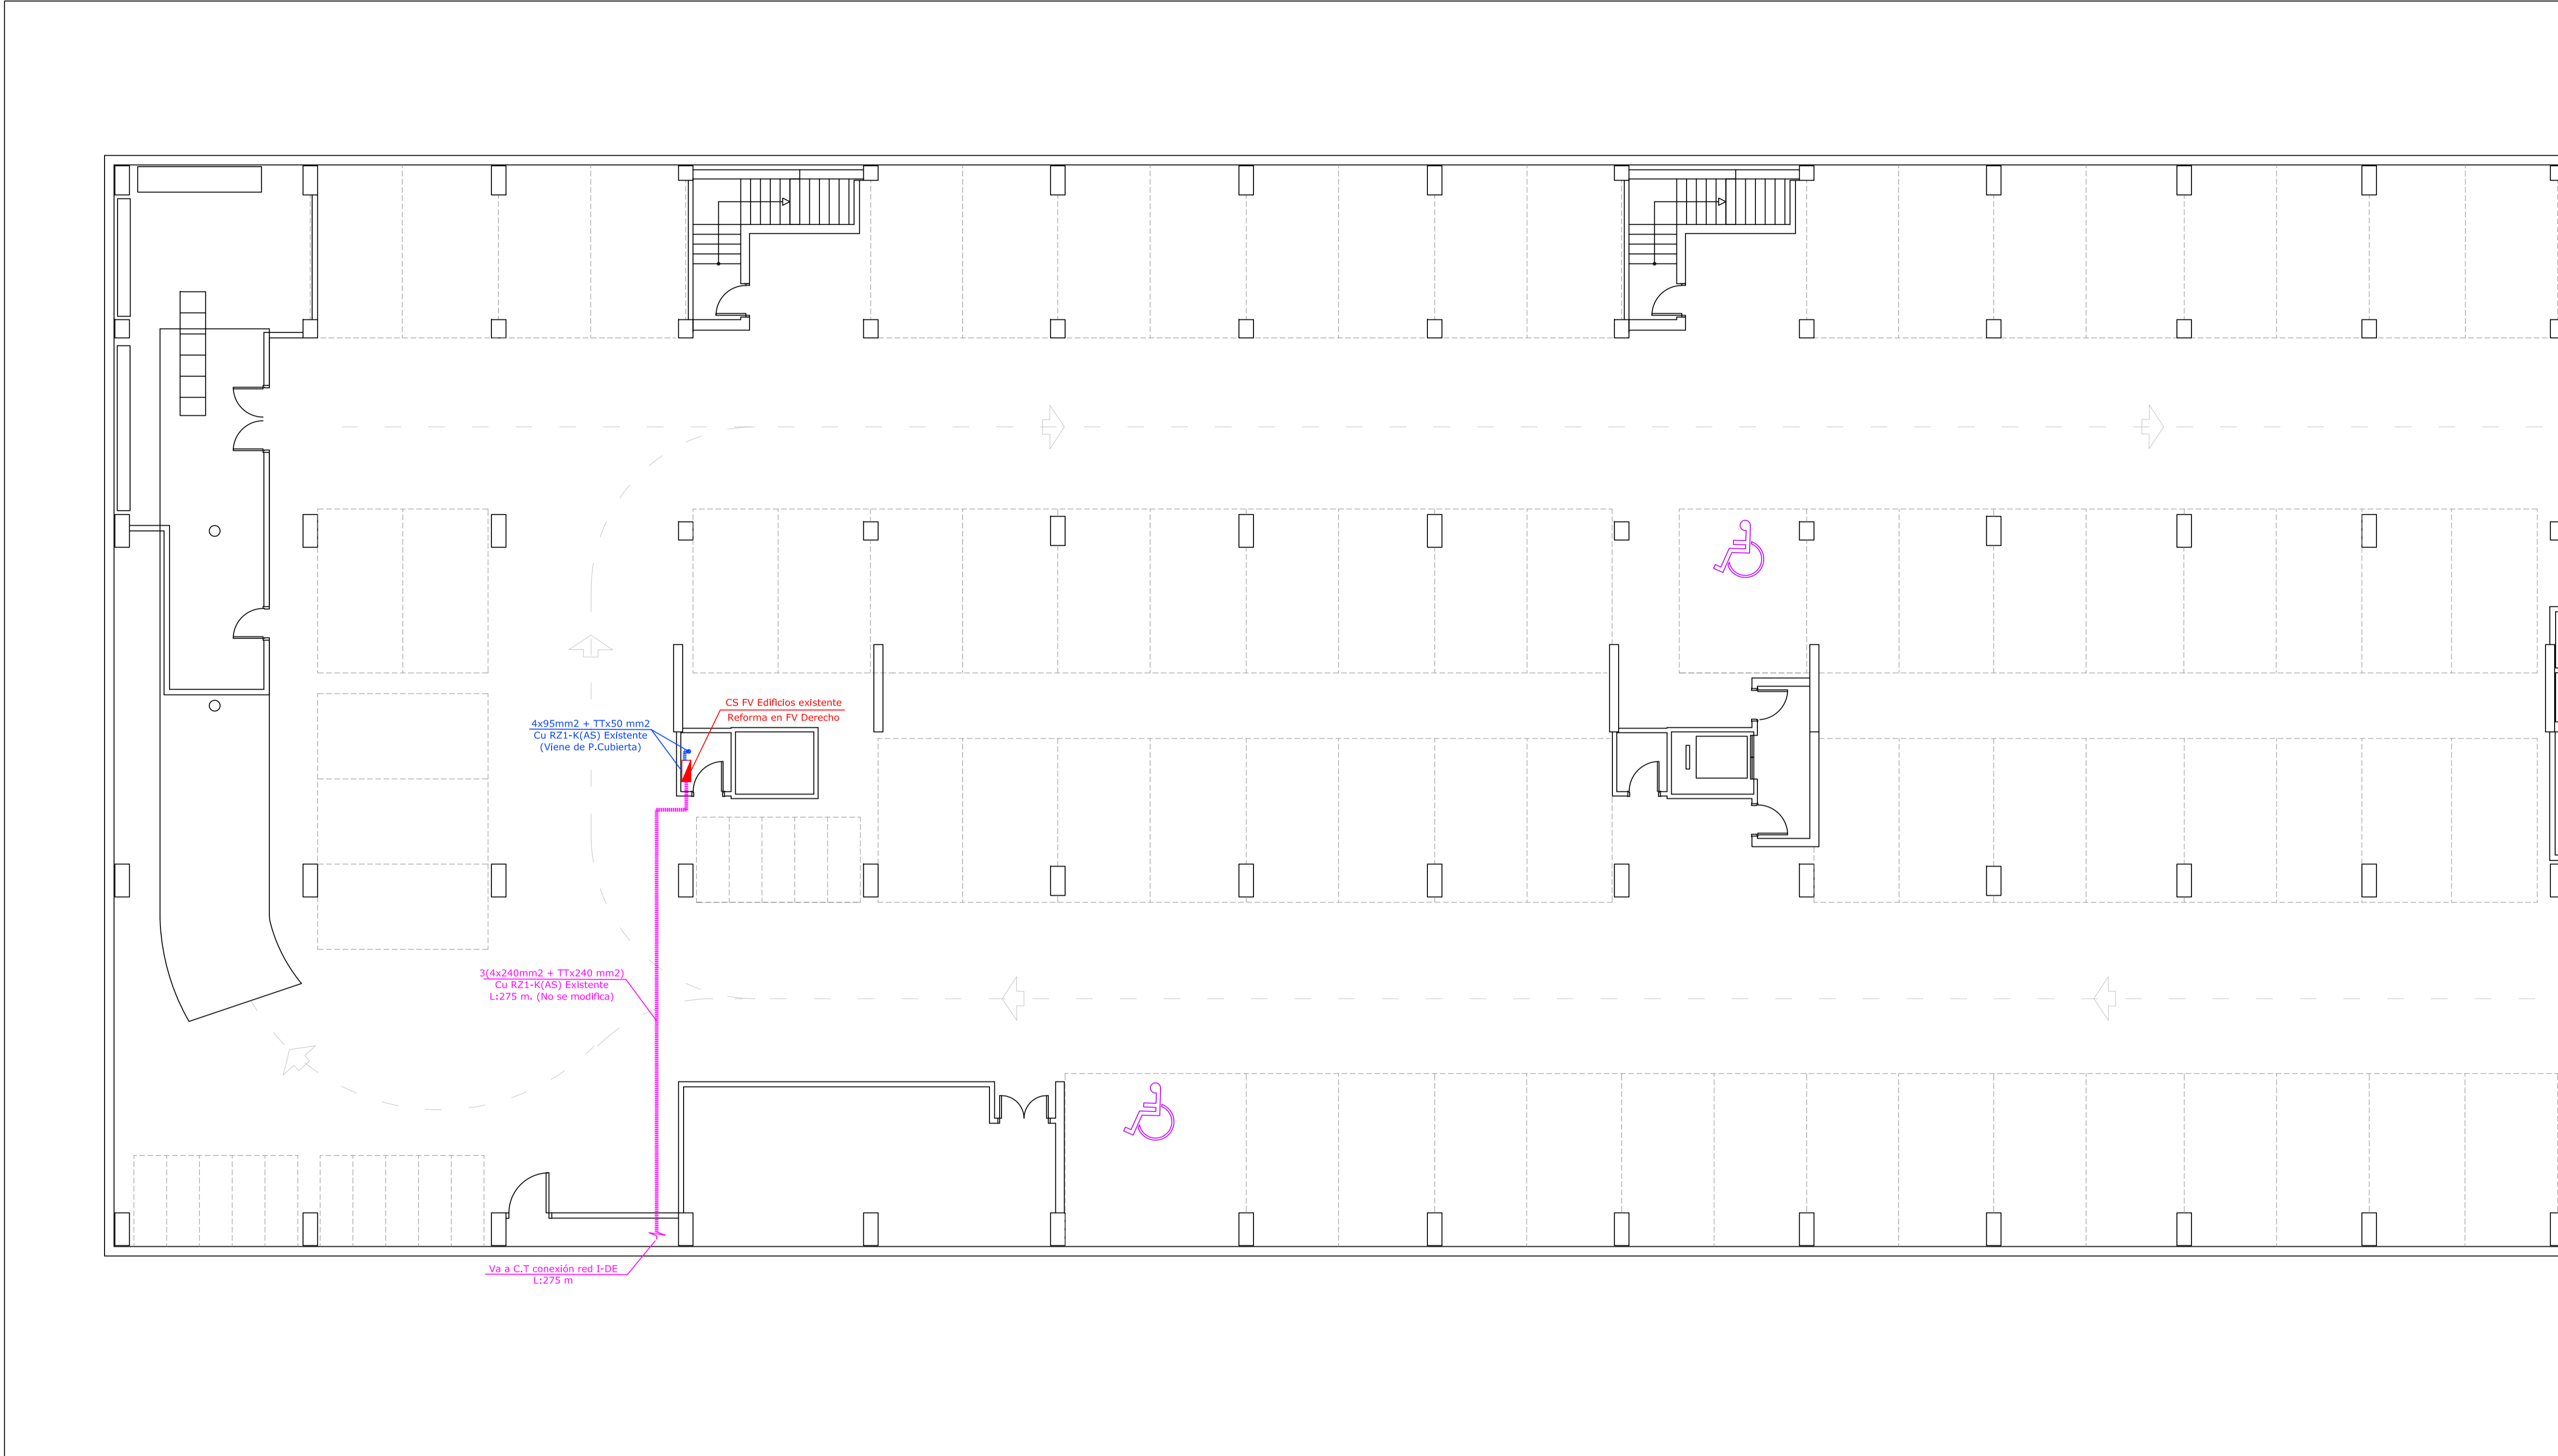 CS FV Edificios existente
Reforma en FV Derecho
4x95mm2 + TTx50 mm2
Cu RZ1-K(AS) Existente
(Viene de P.Cubierta)
3(4x240mm2 + TTx240 mm2)
Cu RZ1-K(AS) Existente
L:275 m. (No se modifica)
Va a C.T conexión red I-DE
L:275 m